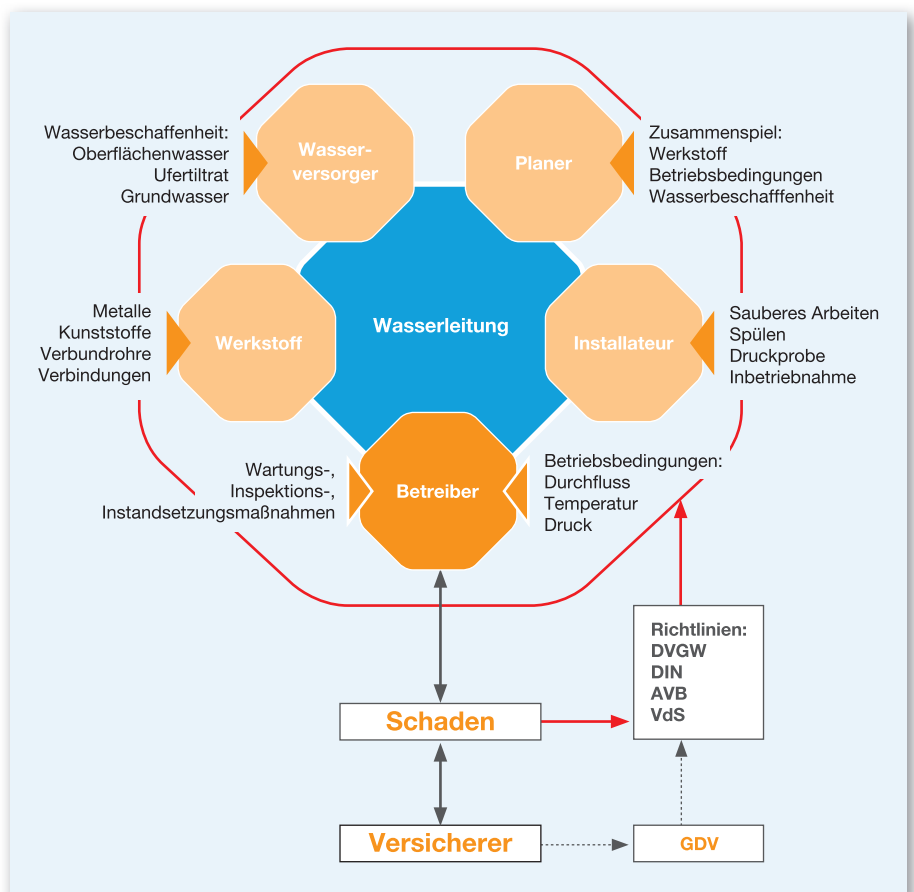 Wasserbeschaffenheit:
Oberflächenwasser
Ufertiltrat
Grundwasser
Wasser-
versorger
Planer
Zusammenspiel:
Werkstoff
Betriebsbedingungen
Wasserbeschafffenheit
Metalle
Kunststoffe
Verbundrohre
Verbindungen
Werkstoff
Wasserleitung
Installateur
Sauberes Arbeiten
Spülen
Druckprobe
Inbetriebnahme
Wartungs-,
Inspektions-,
Instandsetzungsmaßnahmen
Betreiber
Betriebsbedingungen:
Durchfluss
Temperatur
Druck
Richtlinien:
DVGW
DIN
AVB
VdS
Schaden
Versicherer
GDV